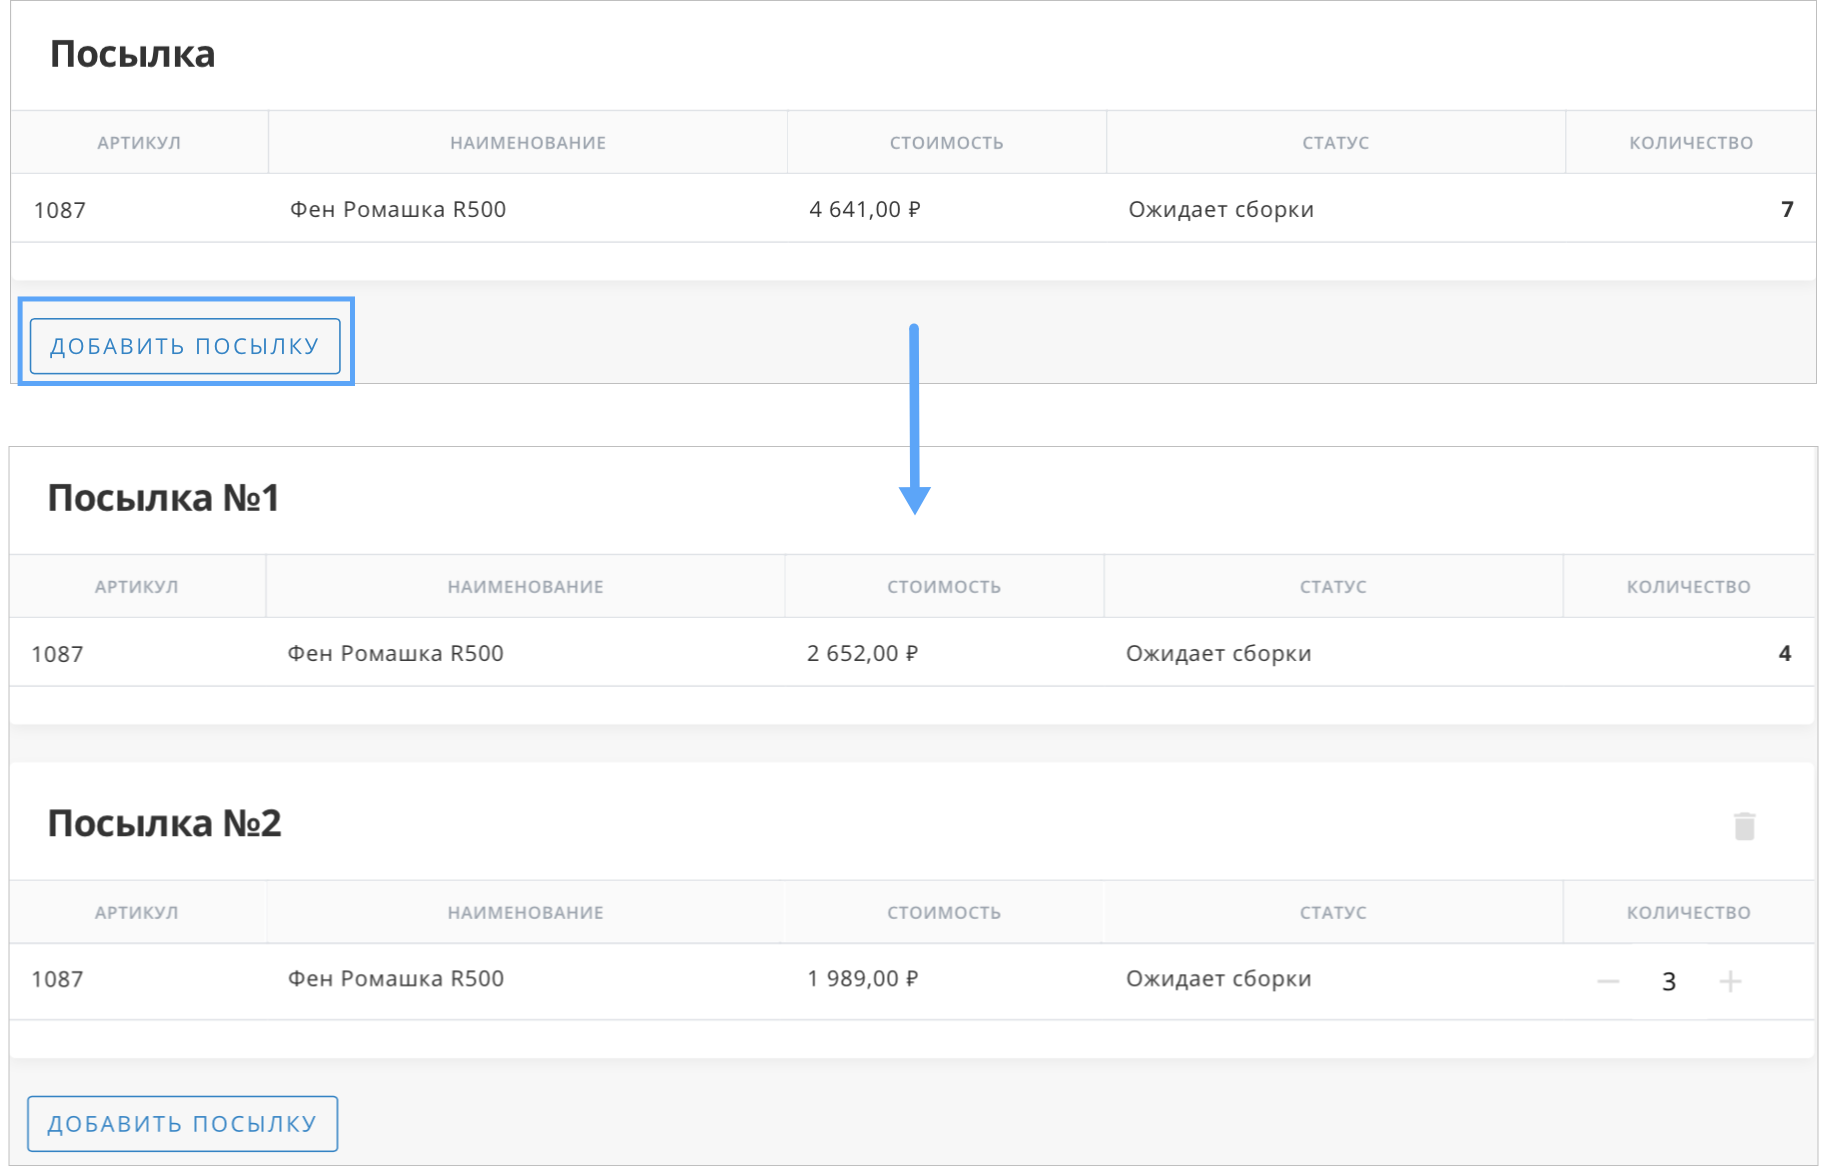 Посылка
АРТИКУЛ НАИМЕНОВАНИЕ СТОИМОСТЬ СТАТУС КОЛИЧЕСТВО
1087 Фен Ромашка R500 4 641,00 ₽ Ожидает сборки 7
ДОБАВИТЬ ПОСЫЛКУ
Посылка №1
АРТИКУЛ НАИМЕНОВАНИЕ СТОИМОСТЬ СТАТУС КОЛИЧЕСТВО
1087 Фен Ромашка R500 2 652,00 ₽ Ожидает сборки 4
Посылка №2
АРТИКУЛ НАИМЕНОВАНИЕ СТОИМОСТЬ СТАТУС КОЛИЧЕСТВО
1087 Фен Ромашка R500 1 989,00 ₽ Ожидает сборки — 3 +
ДОБАВИТЬ ПОСЫЛКУ